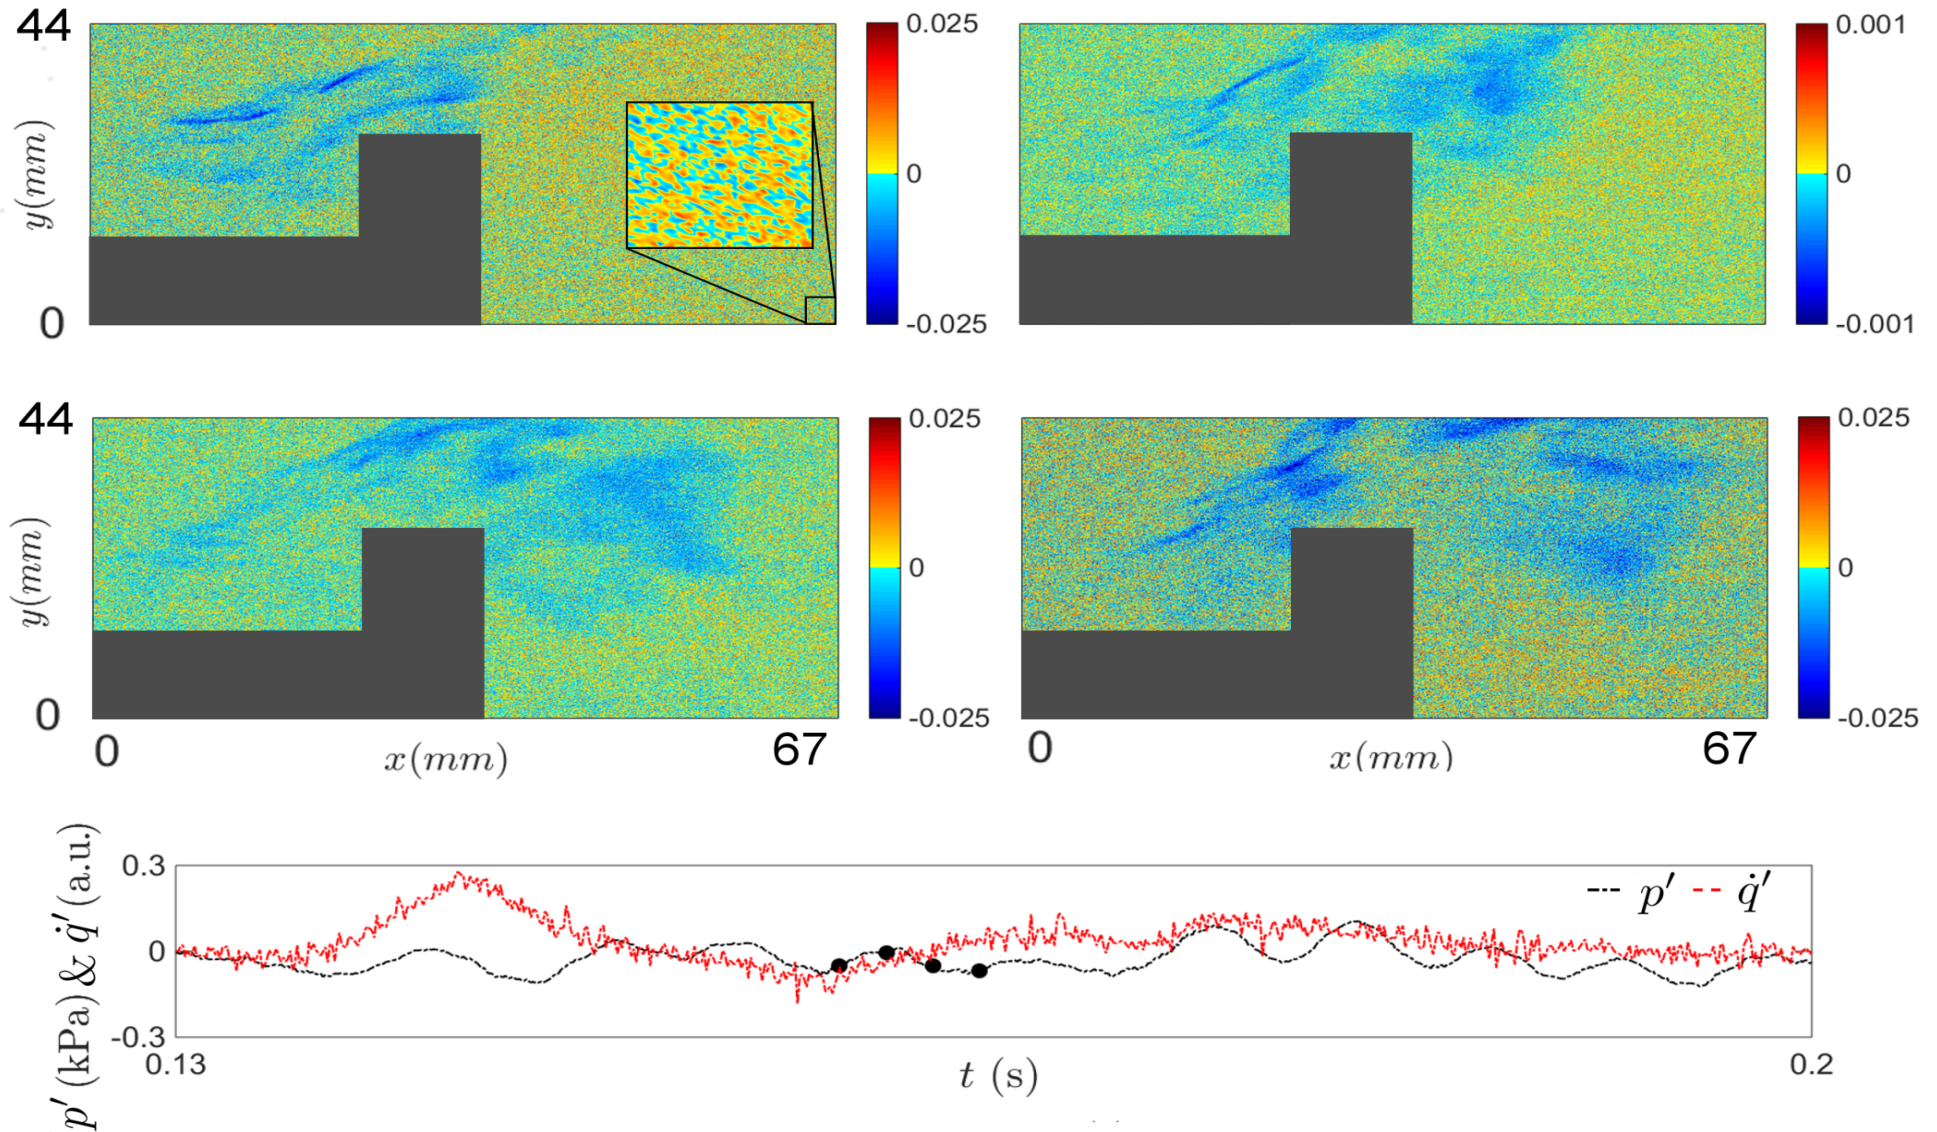 44 0.025 0.001
y(mm) 0 0
0 -0.025 -0.001
44 0.025 0.025
y(mm) 0 0
0 -0.025 -0.025
0 67 0 67
x(mm) x(mm)
p′(kPa) & q̇′(a.u.)
0.3
0
-0.3
p′ q̇′
0.13 0.2
t (s)